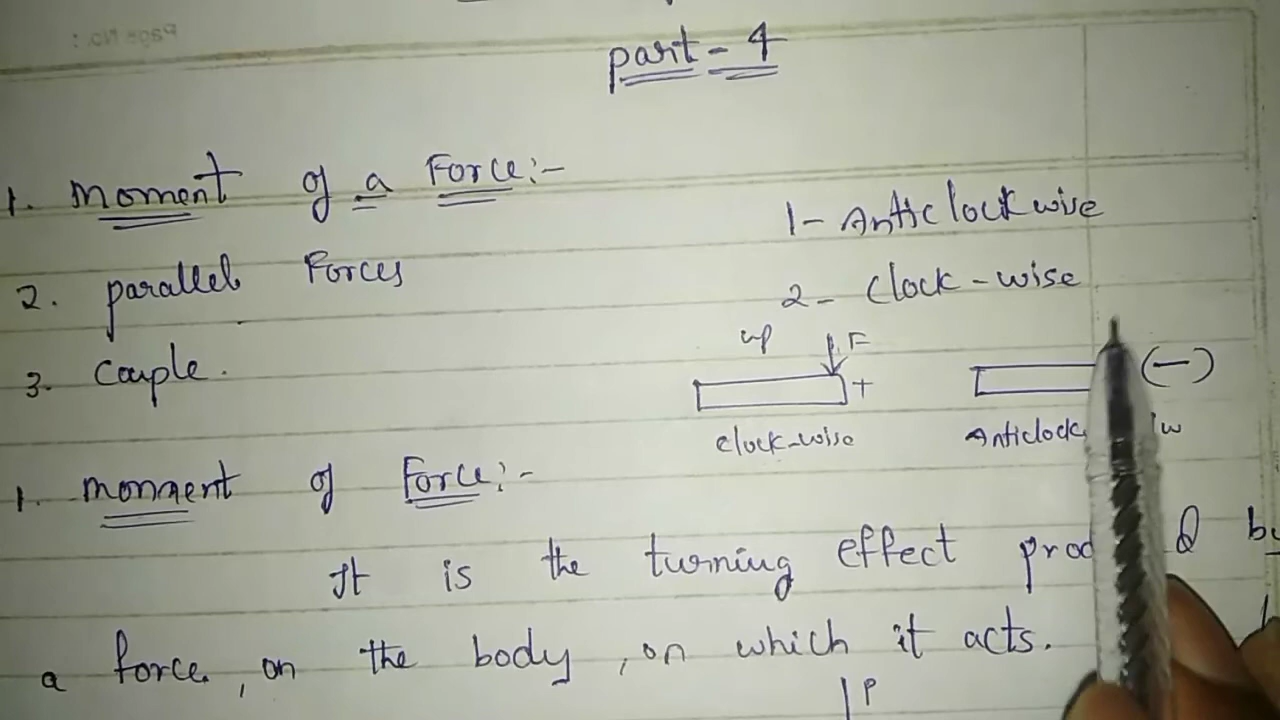 part - 4
1. Moment of a Force:-
2. parallel Forces
3. Couple.
1- Anticlockwise
2- Clock-wise
up F
+ (-)
Clock-wise Anticlock
1. Moment of Force:-
It is the turning effect prod by
a force, on the body, on which it acts.
P